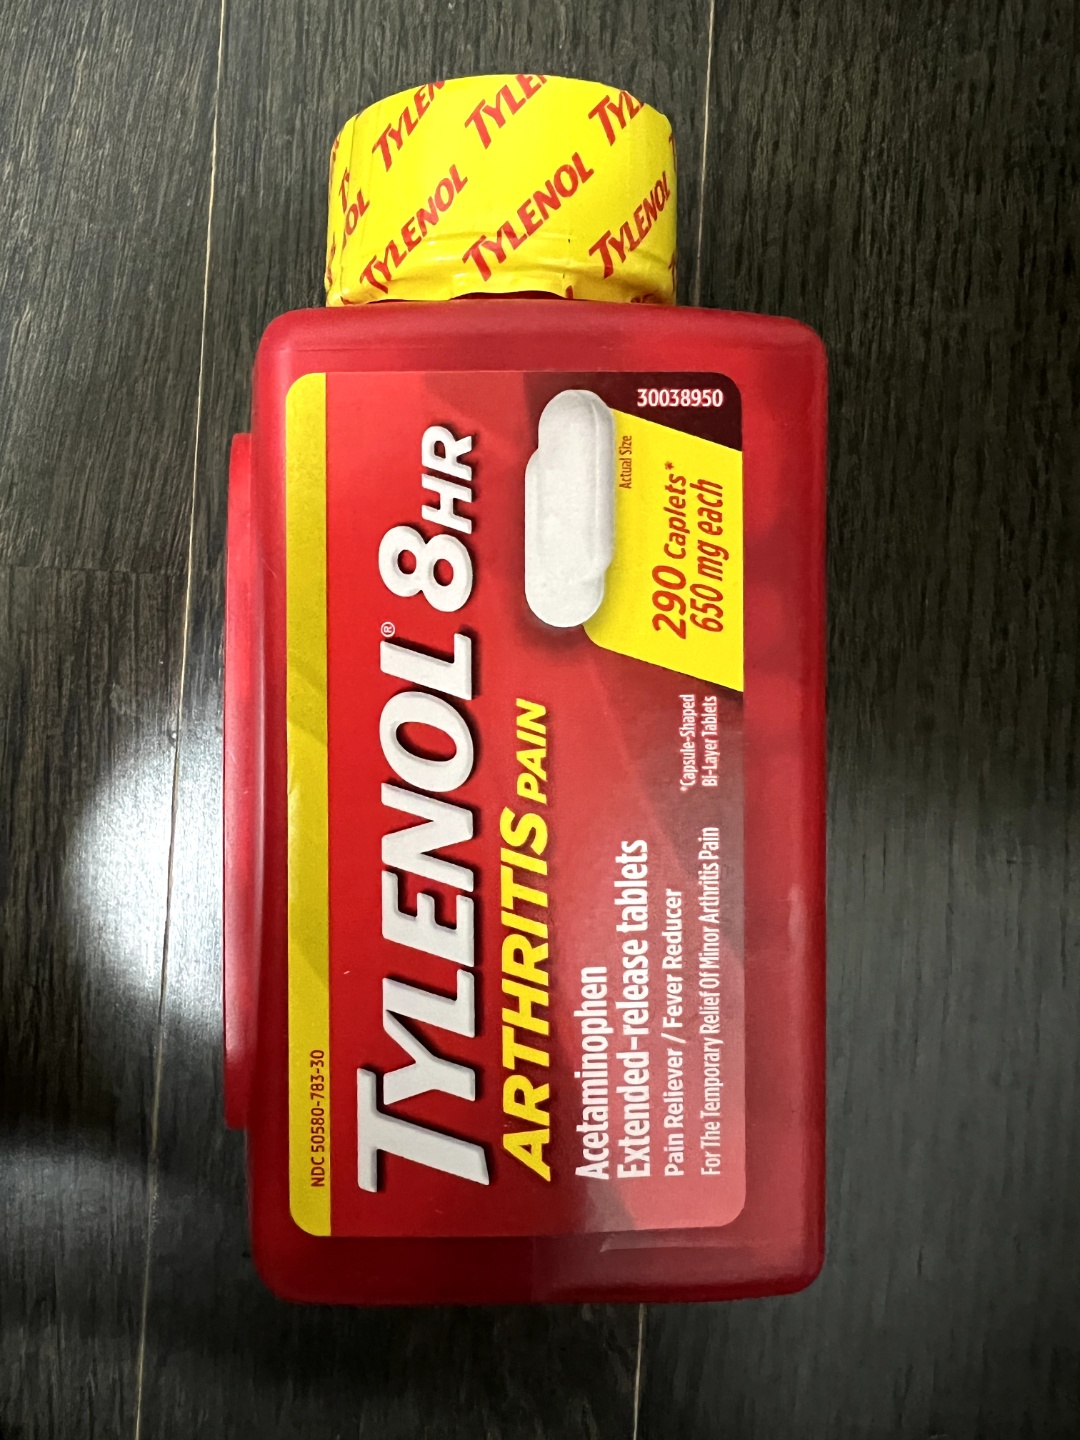 TYLENOL
TYLENOL
TYLENOL
NDC 50580-783-30
TYLENOL® 8HR
ARTHRITIS PAIN
Acetaminophen
Extended-release tablets
Pain Reliever / Fever Reducer
For The Temporary Relief Of Minor Arthritis Pain
*Capsule-Shaped
Bi-Layer Tablets
Actual Size
290 Caplets*
650 mg each
30038950